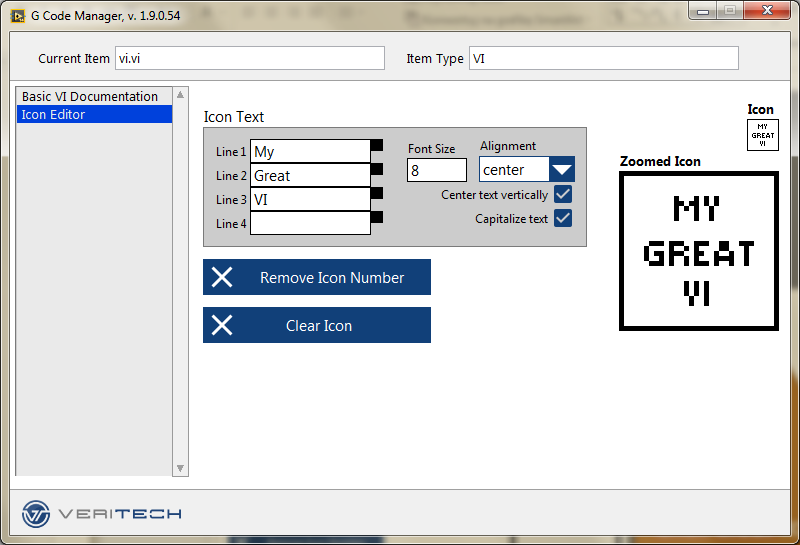 G Code Manager, v. 1.9.0.54
Current Item vi.vi Item Type VI
Basic VI Documentation
Icon Editor
Icon Text
Line 1 My
Line 2 Great
Line 3 VI
Line 4
Font Size
8
Alignment
center
Center text vertically
Capitalize text
Remove Icon Number
Clear Icon
Icon
MY
GREAT
VI
Zoomed Icon
MY
GREAT
VI
VERITECH